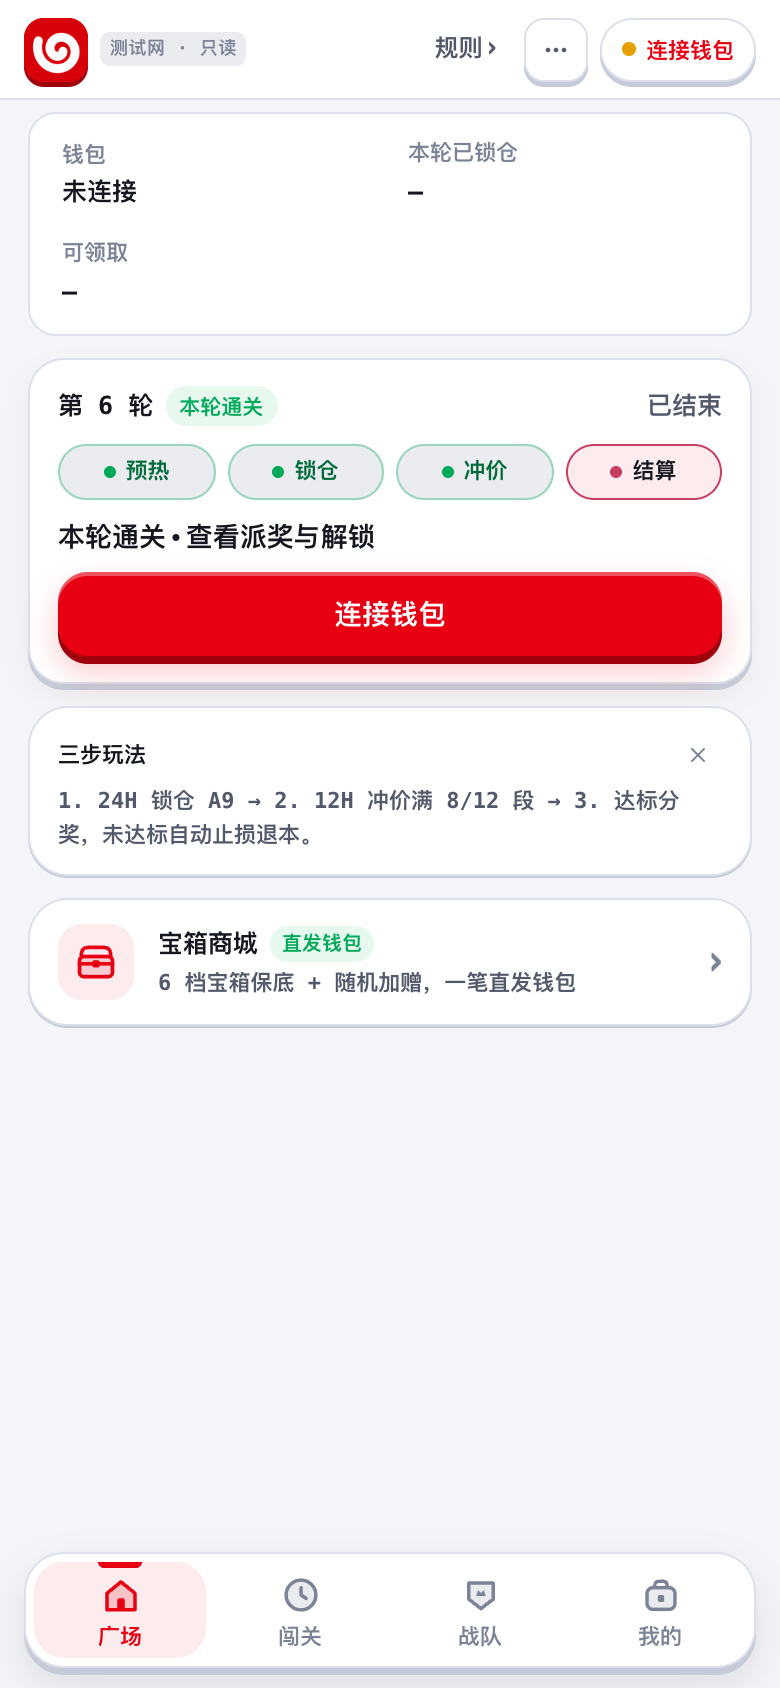 测试网 · 只读
规则 ›
连接钱包
钱包
未连接
本轮已锁仓
—
可领取
—
第 6 轮 本轮通关
已结束
预热
锁仓
冲价
结算
本轮通关 • 查看派奖与解锁
连接钱包
三步玩法
1. 24H 锁仓 A9 → 2. 12H 冲价满 8/12 段 → 3. 达标分
奖，未达标自动止损退本。
宝箱商城 直发钱包
6 档宝箱保底 + 随机加赠，一笔直发钱包
广场
闯关
战队
我的